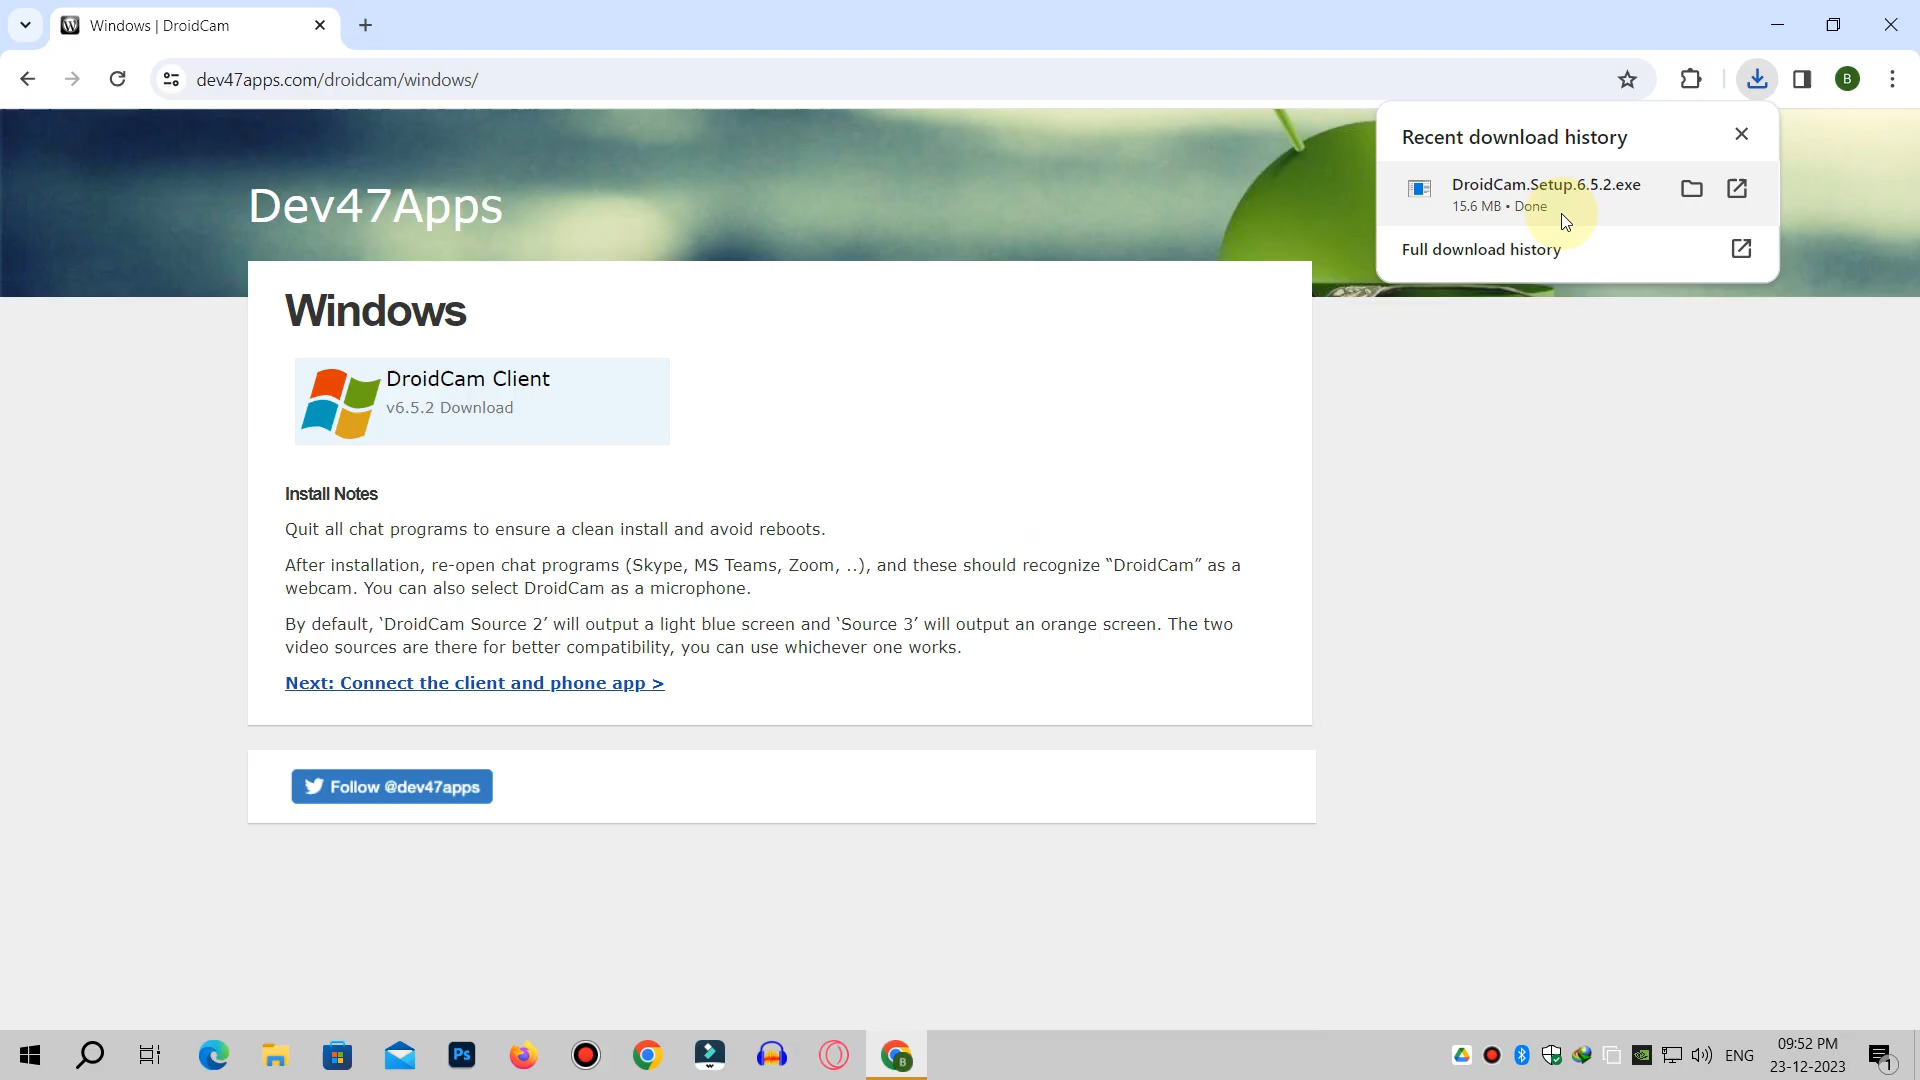 Windows | DroidCam
dev47apps.com/droidcam/windows/
B
Recent download history
DroidCam.Setup.6.5.2.exe
15.6 MB • Done
Full download history
Dev47Apps
Windows
DroidCam Client
v6.5.2 Download
Install Notes
Quit all chat programs to ensure a clean install and avoid reboots.
After installation, re-open chat programs (Skype, MS Teams, Zoom, ..), and these should recognize “DroidCam” as a
webcam. You can also select DroidCam as a microphone.
By default, ‘DroidCam Source 2’ will output a light blue screen and ‘Source 3’ will output an orange screen. The two
video sources are there for better compatibility, you can use whichever one works.
Next: Connect the client and phone app >
Follow @dev47apps
Ps
B
ENG
09:52 PM
23-12-2023
1